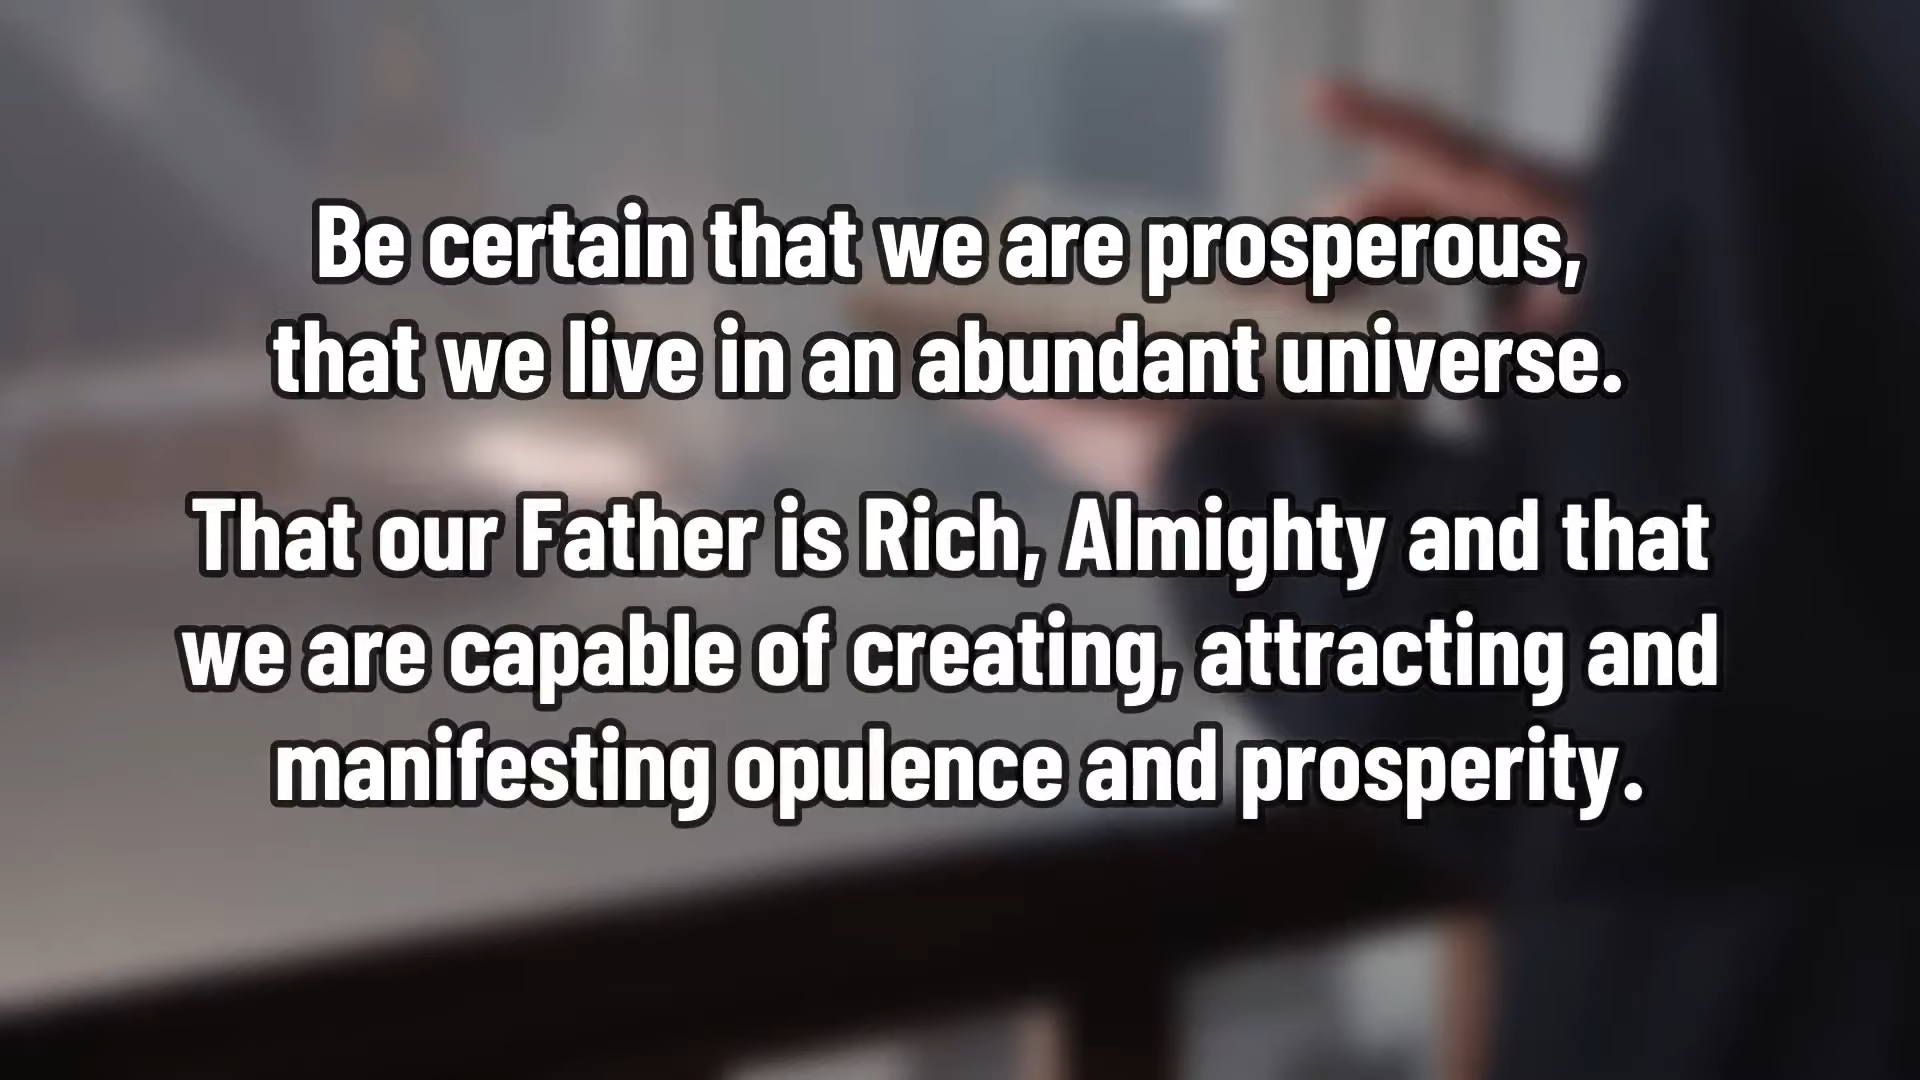 Be certain that we are prosperous,
that we live in an abundant universe.
That our Father is Rich, Almighty and that
we are capable of creating, attracting and
manifesting opulence and prosperity.